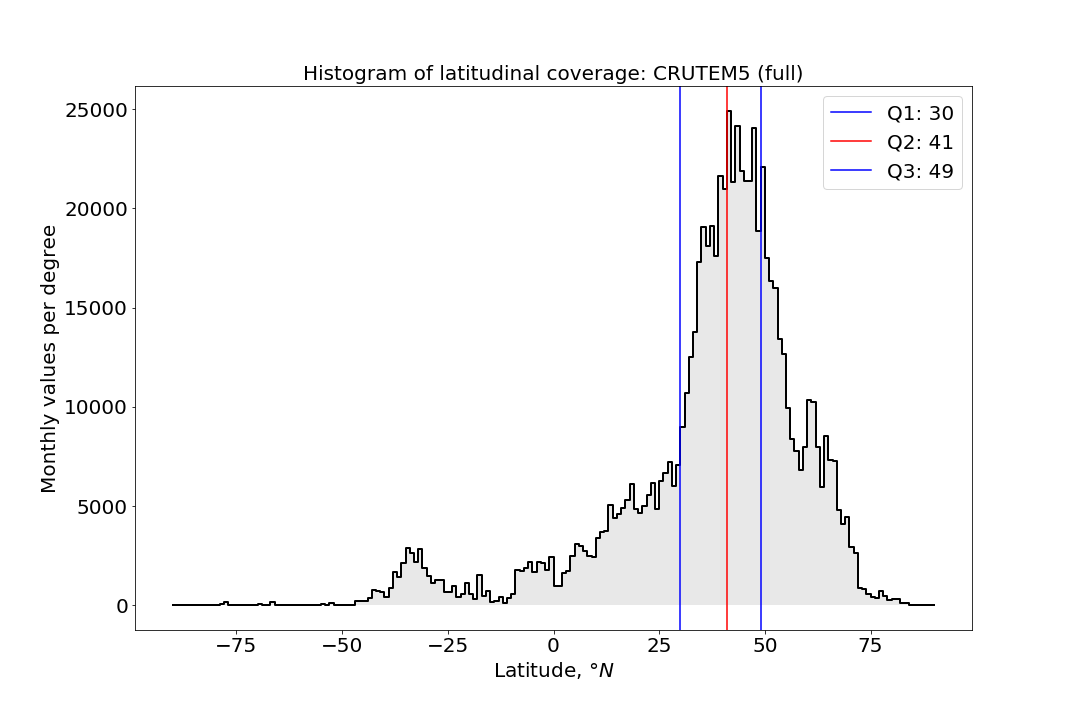 Histogram of latitudinal coverage: CRUTEM5 (full)
Q1: 30
Q2: 41
Q3: 49
Monthly values per degree
25000
20000
15000
10000
5000
0
−75 −50 −25 0 25 50 75
Latitude, °N